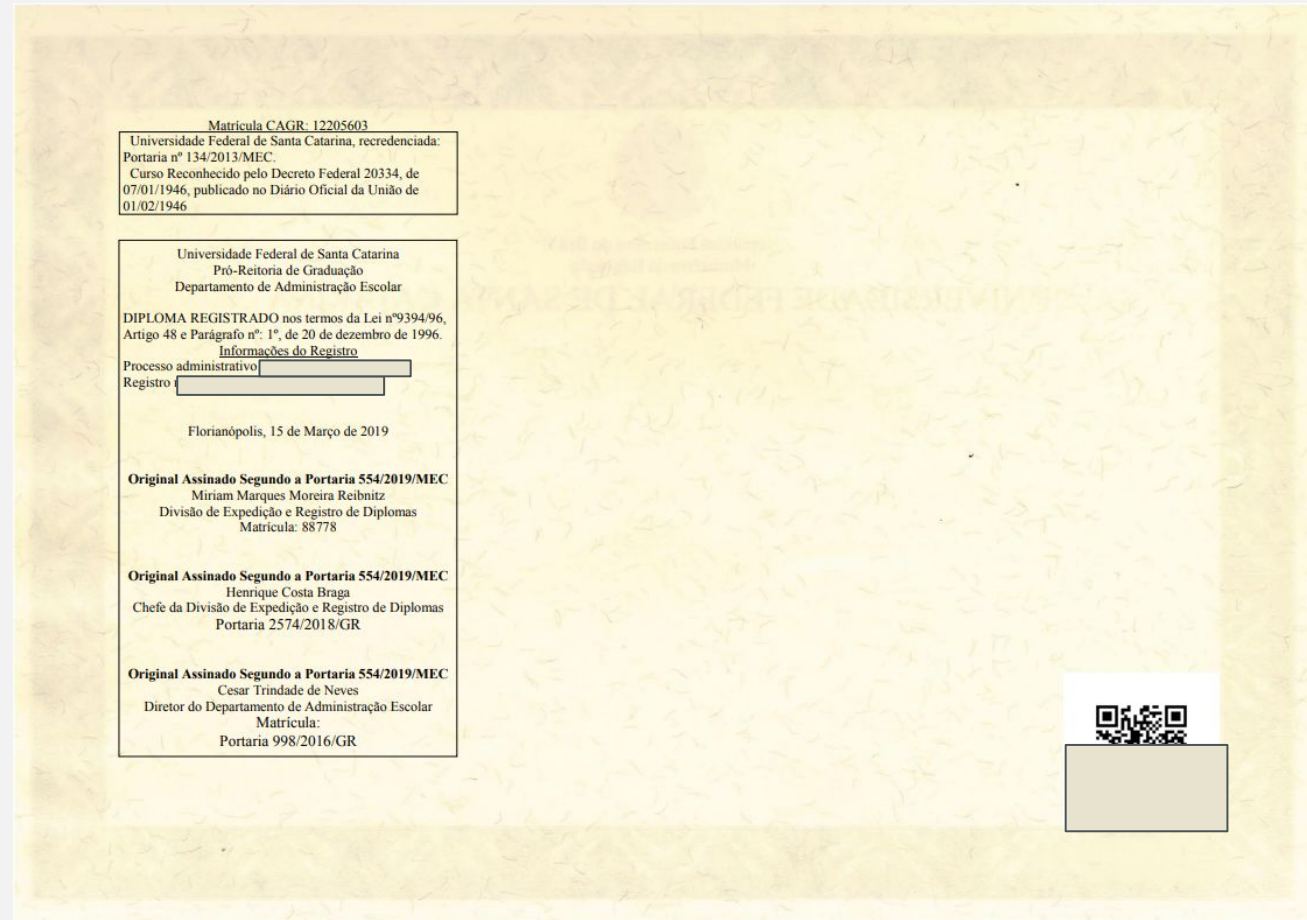 Matrícula CAGR: 12205603
Universidade Federal de Santa Catarina, recredenciada:
Portaria nº 134/2013/MEC.
Curso Reconhecido pelo Decreto Federal 20334, de
07/01/1946, publicado no Diário Oficial da União de
01/02/1946
Universidade Federal de Santa Catarina
Pró-Reitoria de Graduação
Departamento de Administração Escolar
DIPLOMA REGISTRADO nos termos da Lei nº9394/96,
Artigo 48 e Parágrafo nº: 1º, de 20 de dezembro de 1996.
Informações do Registro
Processo administrativo
Registro
Florianópolis, 15 de Março de 2019
Original Assinado Segundo a Portaria 554/2019/MEC
Miriam Marques Moreira Reibnitz
Divisão de Expedição e Registro de Diplomas
Matrícula: 88778
Original Assinado Segundo a Portaria 554/2019/MEC
Henrique Costa Braga
Chefe da Divisão de Expedição e Registro de Diplomas
Portaria 2574/2018/GR
Original Assinado Segundo a Portaria 554/2019/MEC
Cesar Trindade de Neves
Diretor do Departamento de Administração Escolar
Matrícula:
Portaria 998/2016/GR